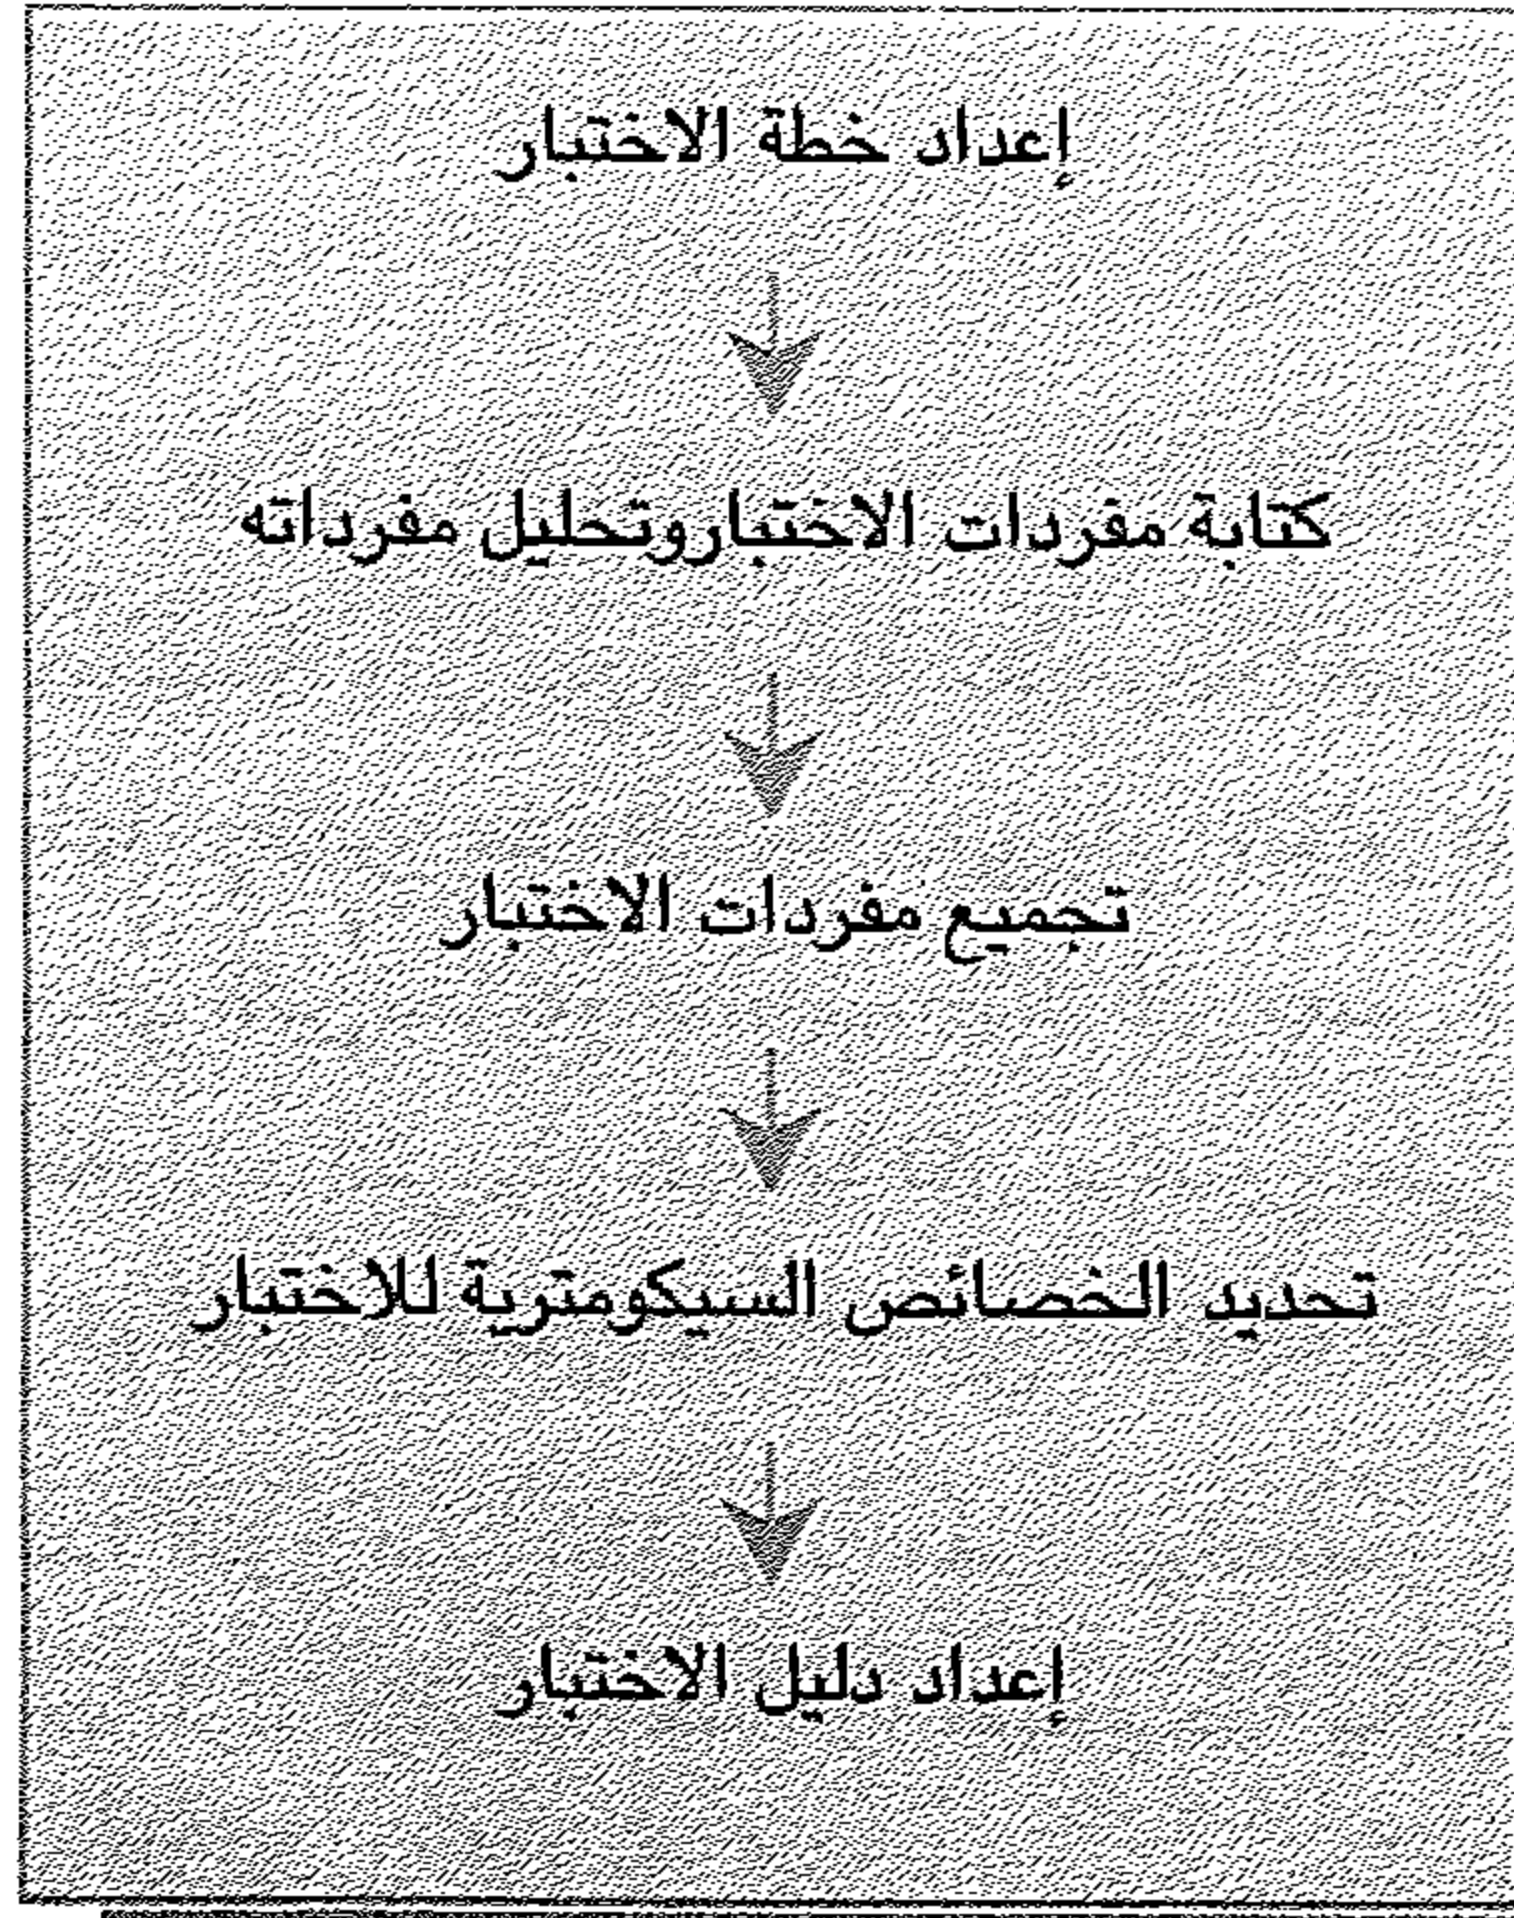 إعداد خطة الاختبار
كتابة مفردات الاختباروتحليل مفرداته
تجميع مفردات الاختبار
تحديد الخصائص السيكومترية للاختبار
إعداد دليل الاختبار